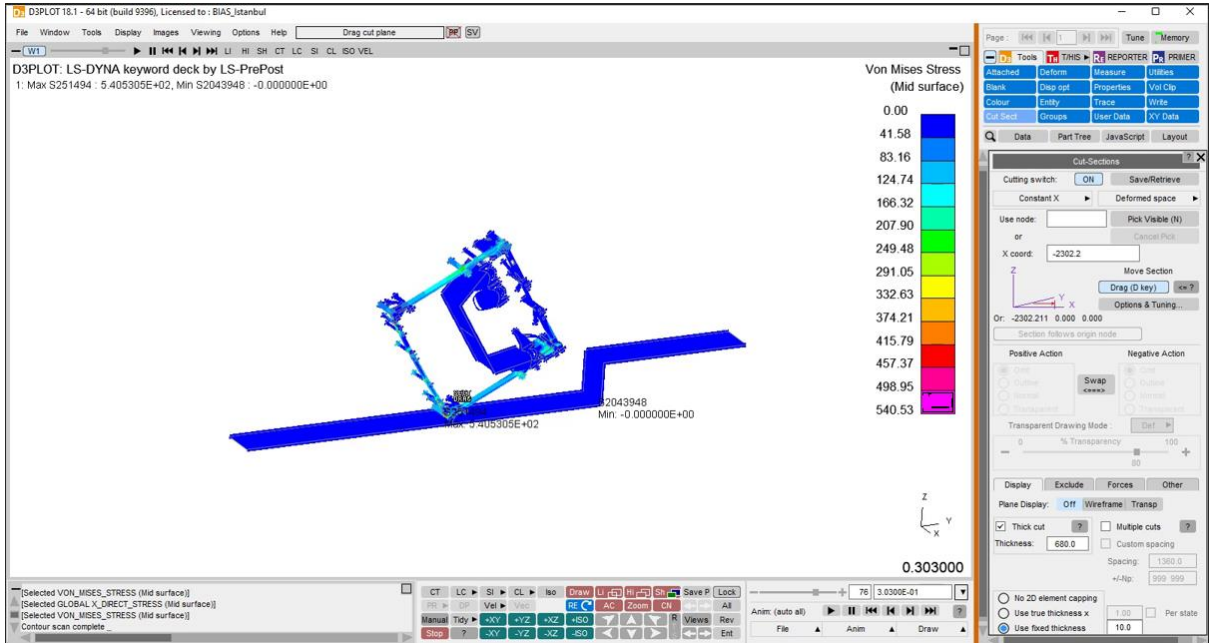 D3PLOT 18.1 - 64 bit (build 9396), Licensed to : BIAS_Istanbul
File Window Tools Display Images Viewing Options Help Drag cut plane SV
W1 LI HI SH CT LC SI CL ISO VEL
D3PLOT: LS-DYNA keyword deck by LS-PrePost
1: Max S251494 : 5.405305E+02, Min S2043948 : -0.000000E+00
Von Mises Stress
(Mid surface)
0.00
41.58
83.16
124.74
166.32
207.90
249.48
291.05
332.63
374.21
415.79
457.37
498.95
540.53
S2043948
Min: -0.000000E+00
Max: 5.405305E+02
Z
Y
X
0.303000
[Selected VON_MISES_STRESS (Mid surface)]
[Selected GLOBAL X_DIRECT_STRESS (Mid surface)]
[Selected VON_MISES_STRESS (Mid surface)]
Contour scan complete _
CT LC SI CL Iso Draw Li Hi Sh Save P Lock
PR DP Vel Vec RE AC Zoom CN All
Manual Tidy +XY +YZ +XZ +ISO R Views Rev
Stop ? -XY -YZ -XZ -ISO Ent
76 3.0300E-01
Anim: (auto all) ?
File Anim Draw
Page : 1 Tune Memory
D3 Tools TH T/HIS RE REPORTER PR PRIMER
Attached Deform Measure Utilities
Blank Disp opt Properties Vol Clip
Colour Entity Trace Write
Cut Sect Groups User Data XY Data
Data Part Tree JavaScript Layout
Cut-Sections ? X
Cutting switch: ON Save/Retrieve
Constant X Deformed space
Use node: Pick Visible (N)
or Cancel Pick
X coord: -2302.2
Z Y X
Move Section
Drag (D key) <= ?
Options & Tuning...
Or: -2302.211 0.000 0.000
Section follows origin node
Positive Action Negative Action
Omit Omit
Outline Swap Outline
<===>
Normal Normal
Transparent Transparent
Transparent Drawing Mode : Def
0 % Transparency 100
80
Display Exclude Forces Other
Plane Display: Off Wireframe Transp
Thick cut ? Multiple cuts ?
Thickness: 680.0 Custom spacing
Spacing: 1360.0
+/-Np: 999 999
No 2D element capping
Use true thickness x 1.00 Per state
Use fixed thickness 10.0